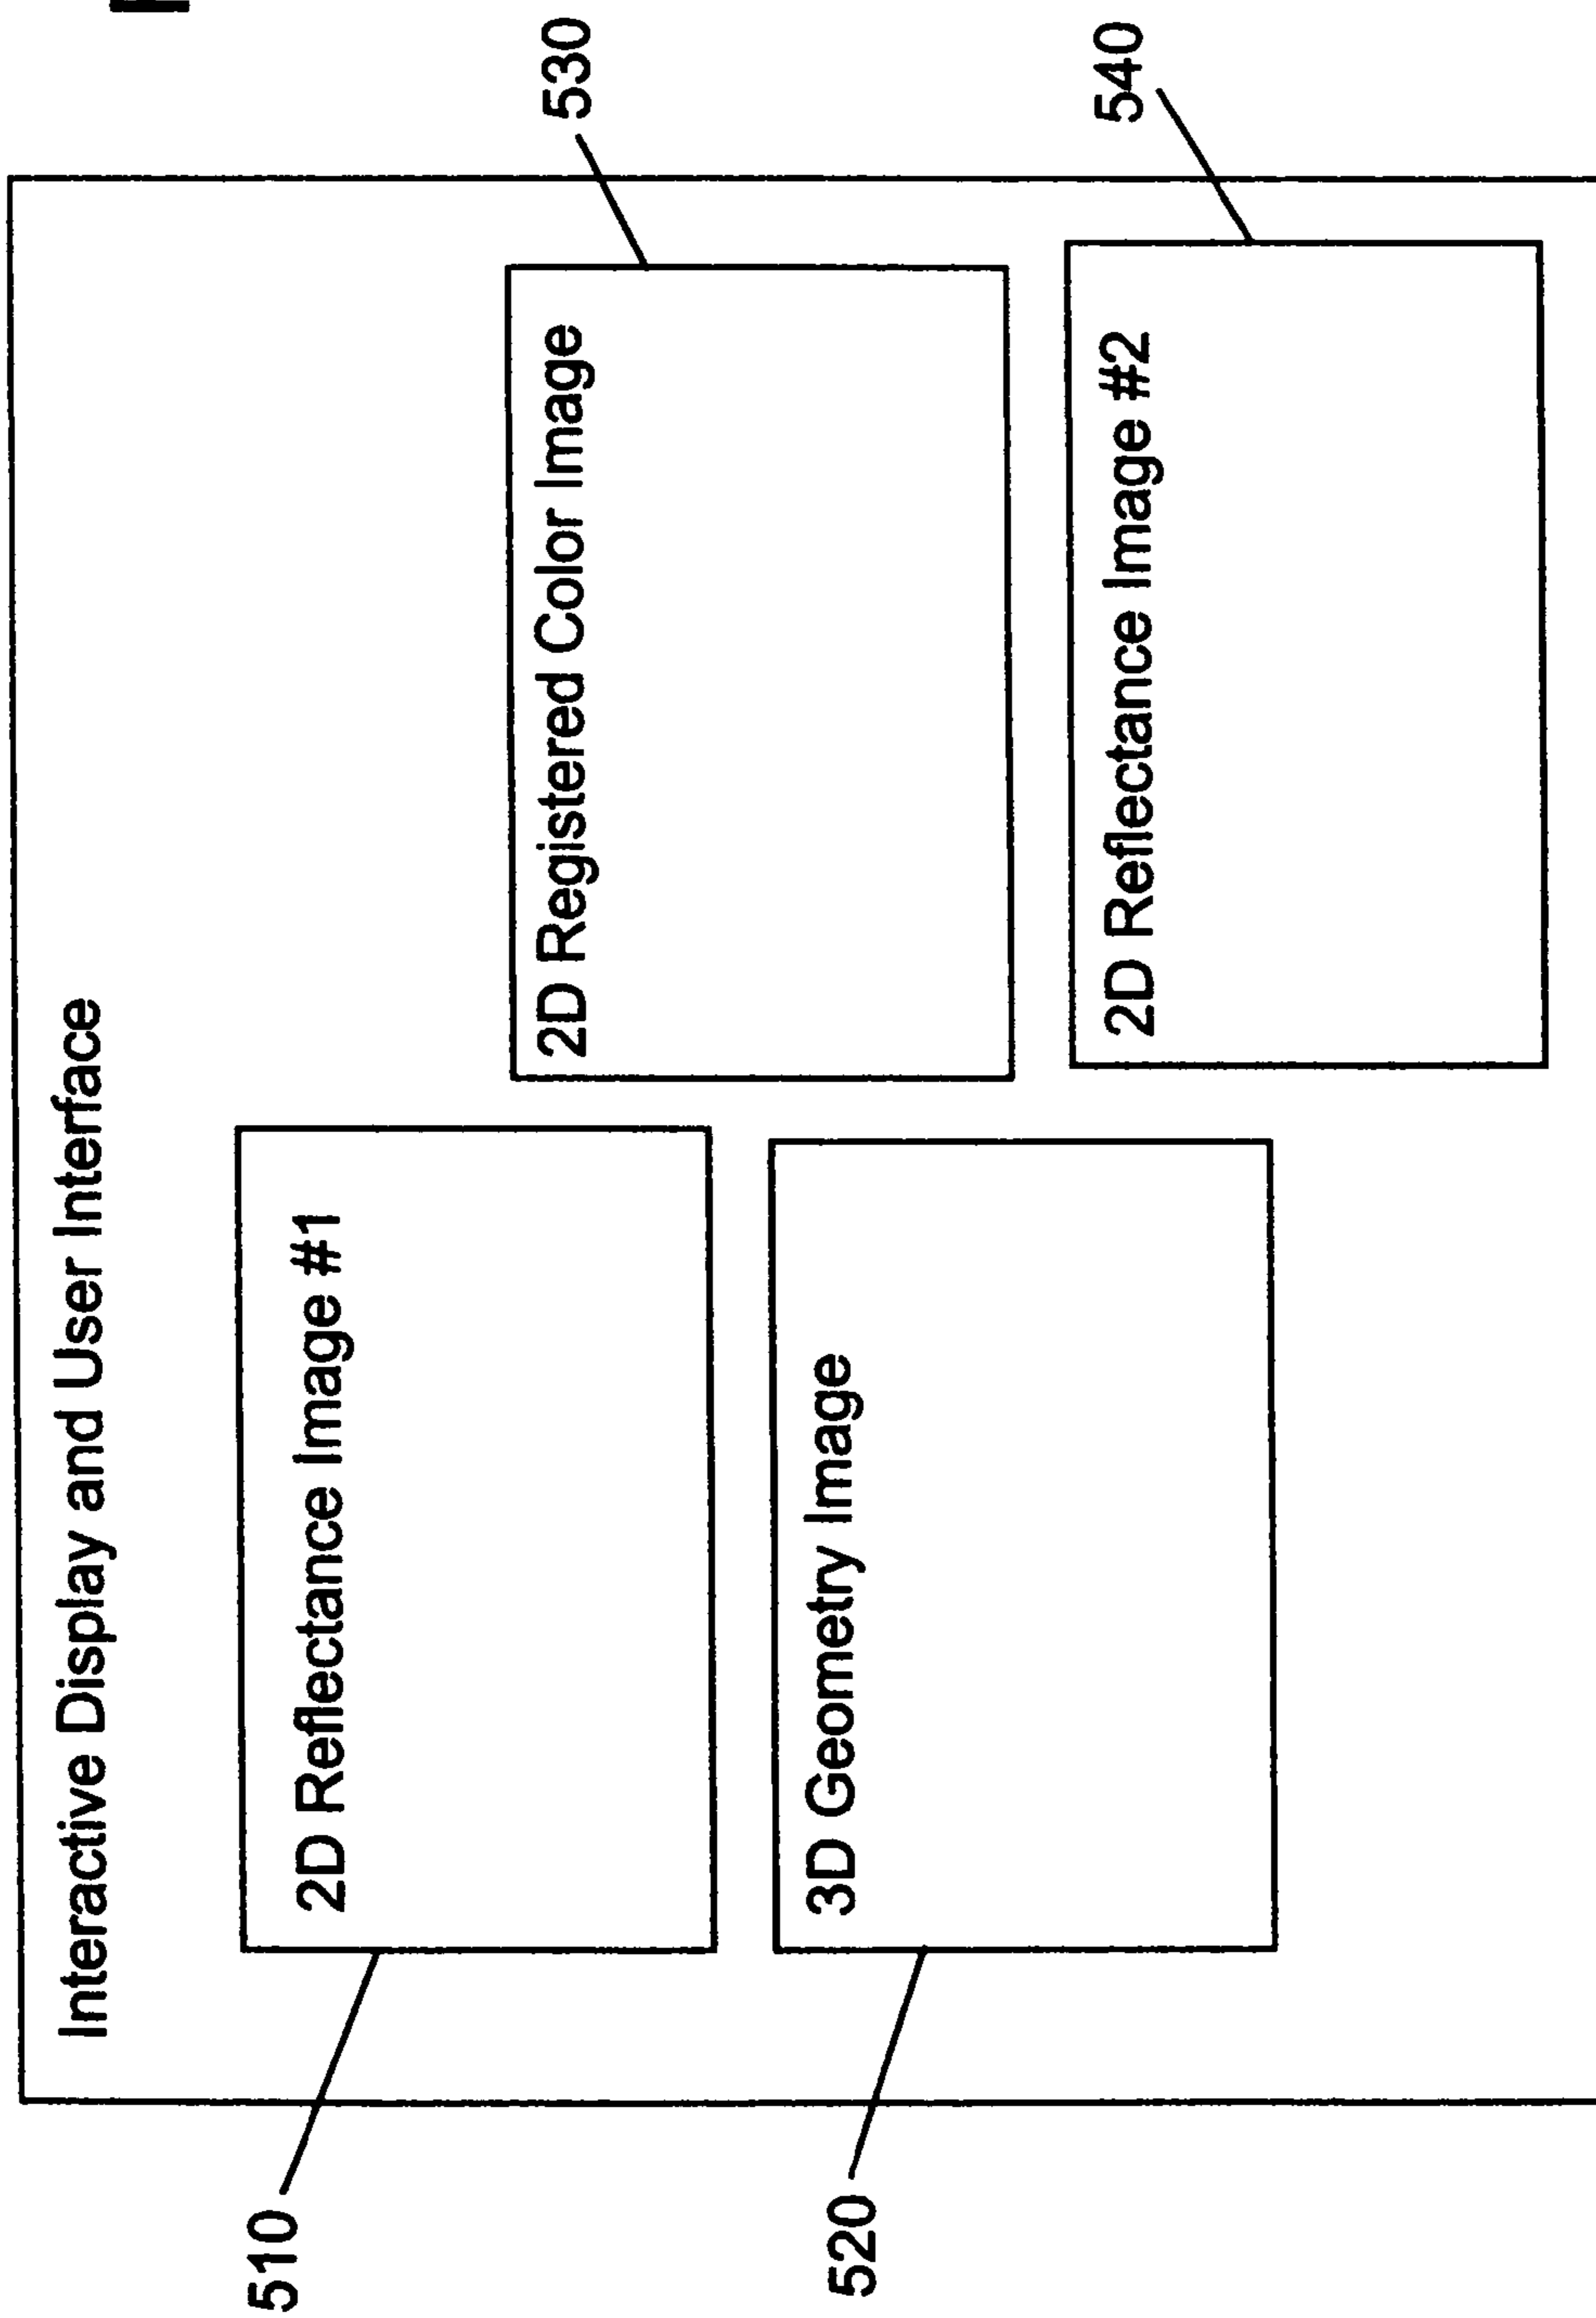 Interactive Display and User Interface
510
2D Reflectance Image #1
2D Registered Color Image
530
520
3D Geometry Image
2D Reflectance Image #2
540